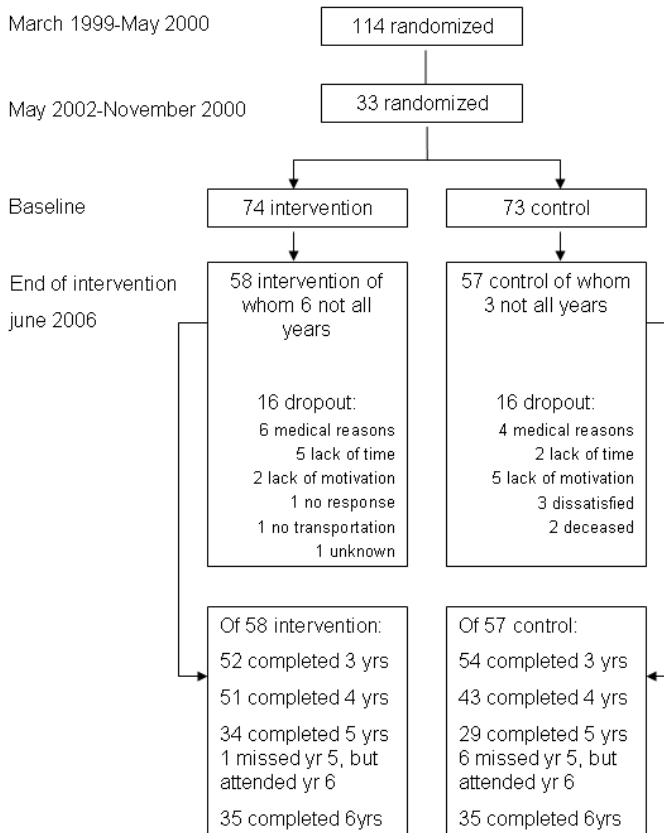 March 1999-May 2000
114 randomized
May 2002-November 2000
33 randomized
Baseline
74 intervention
73 control
End of intervention
june 2006
58 intervention of
whom 6 not all
years
16 dropout:
6 medical reasons
5 lack of time
2 lack of motivation
1 no response
1 no transportation
1 unknown
57 control of whom
3 not all years
16 dropout:
4 medical reasons
2 lack of time
5 lack of motivation
3 dissatisfied
2 deceased
Of 58 intervention:
52 completed 3 yrs
51 completed 4 yrs
34 completed 5 yrs
1 missed yr 5, but
attended yr 6
35 completed 6yrs
Of 57 control:
54 completed 3 yrs
43 completed 4 yrs
29 completed 5 yrs
6 missed yr 5, but
attended yr 6
35 completed 6yrs